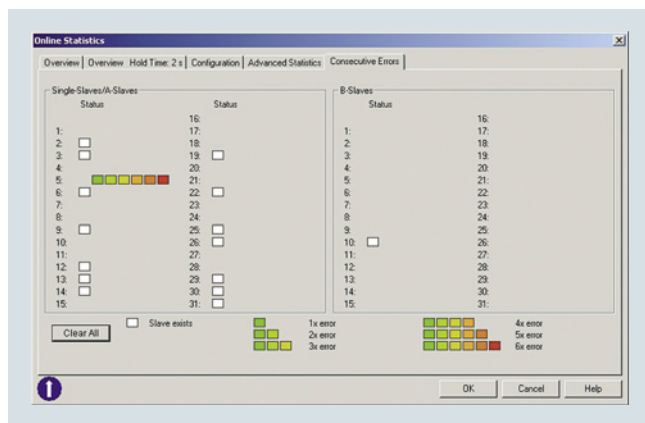 Online Statistics
Overview Overview Hold Time: 2 s Configuration Advanced Statistics Consecutive Errors
Single-Slaves/A-Slaves B-Slaves
Status Status Status
16: 16:
1: 17: 1: 17:
2: 18: 2: 18:
3: 19: 3: 19:
4: 20: 4: 20:
5: 21: 5: 21:
6: 22: 6: 22:
7: 23: 7: 23:
8: 24: 8: 24:
9: 25: 9: 25:
10: 26: 10: 26:
11: 27: 11: 27:
12: 28: 12: 28:
13: 29: 13: 29:
14: 30: 14: 30:
15: 31: 15: 31:
Clear All Slave exists 1x error 4x error
2x error 5x error
3x error 6x error
OK Cancel Help